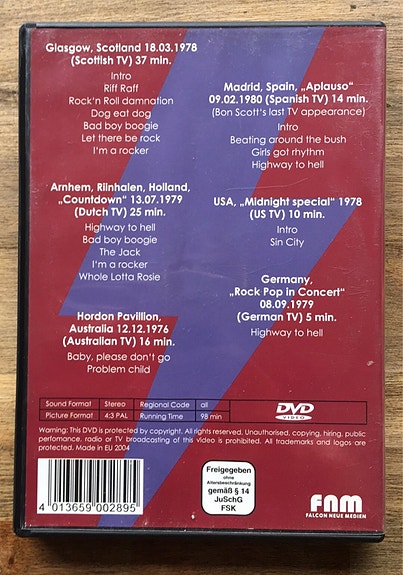 Glasgow, Scotland 18.03.1978
(Scottish TV) 37 min.
Intro
Riff Raff
Rock'n Roll damnation
Dog eat dog
Bad boy boogie
Let there be rock
I'm a rocker
Madrid, Spain, „Aplauso"
09.02.1980 (Spanish TV) 14 min.
(Bon Scott's last TV appearance)
Intro
Beating around the bush
Girls got rhythm
Highway to hell
Arnhem, Riinhalen, Holland,
„Countdown" 13.07.1979
(Dutch TV) 25 min.
Highway to hell
Bad boy boogie
The Jack
I'm a rocker
Whole Lotta Rosie
USA, „Midnight special" 1978
(US TV) 10 min.
Intro
Sin City
Germany,
„Rock Pop in Concert"
08.09.1979
(German TV) 5 min.
Highway to hell
Hordon Pavillion,
Australia 12.12.1976
(Australian TV) 16 min.
Baby, please don't go
Problem child
Sound Format Stereo Regional Code all
Picture Format 4:3 PAL Running Time 98 min
DVD
VIDEO
Warning: This DVD is protected by copyright. All rights reserved. Unauthorised, copying, hiring, public
perfomance. radio or TV broadcasting of this video is prohibited. All trademarks and logos are
protected. Made in EU 2004
4 013659 002895
Freigegeben
ohne
Altersbeschränkung
gemäß § 14
JuSchG
FSK
FNM
FALCON NEUE MEDIEN